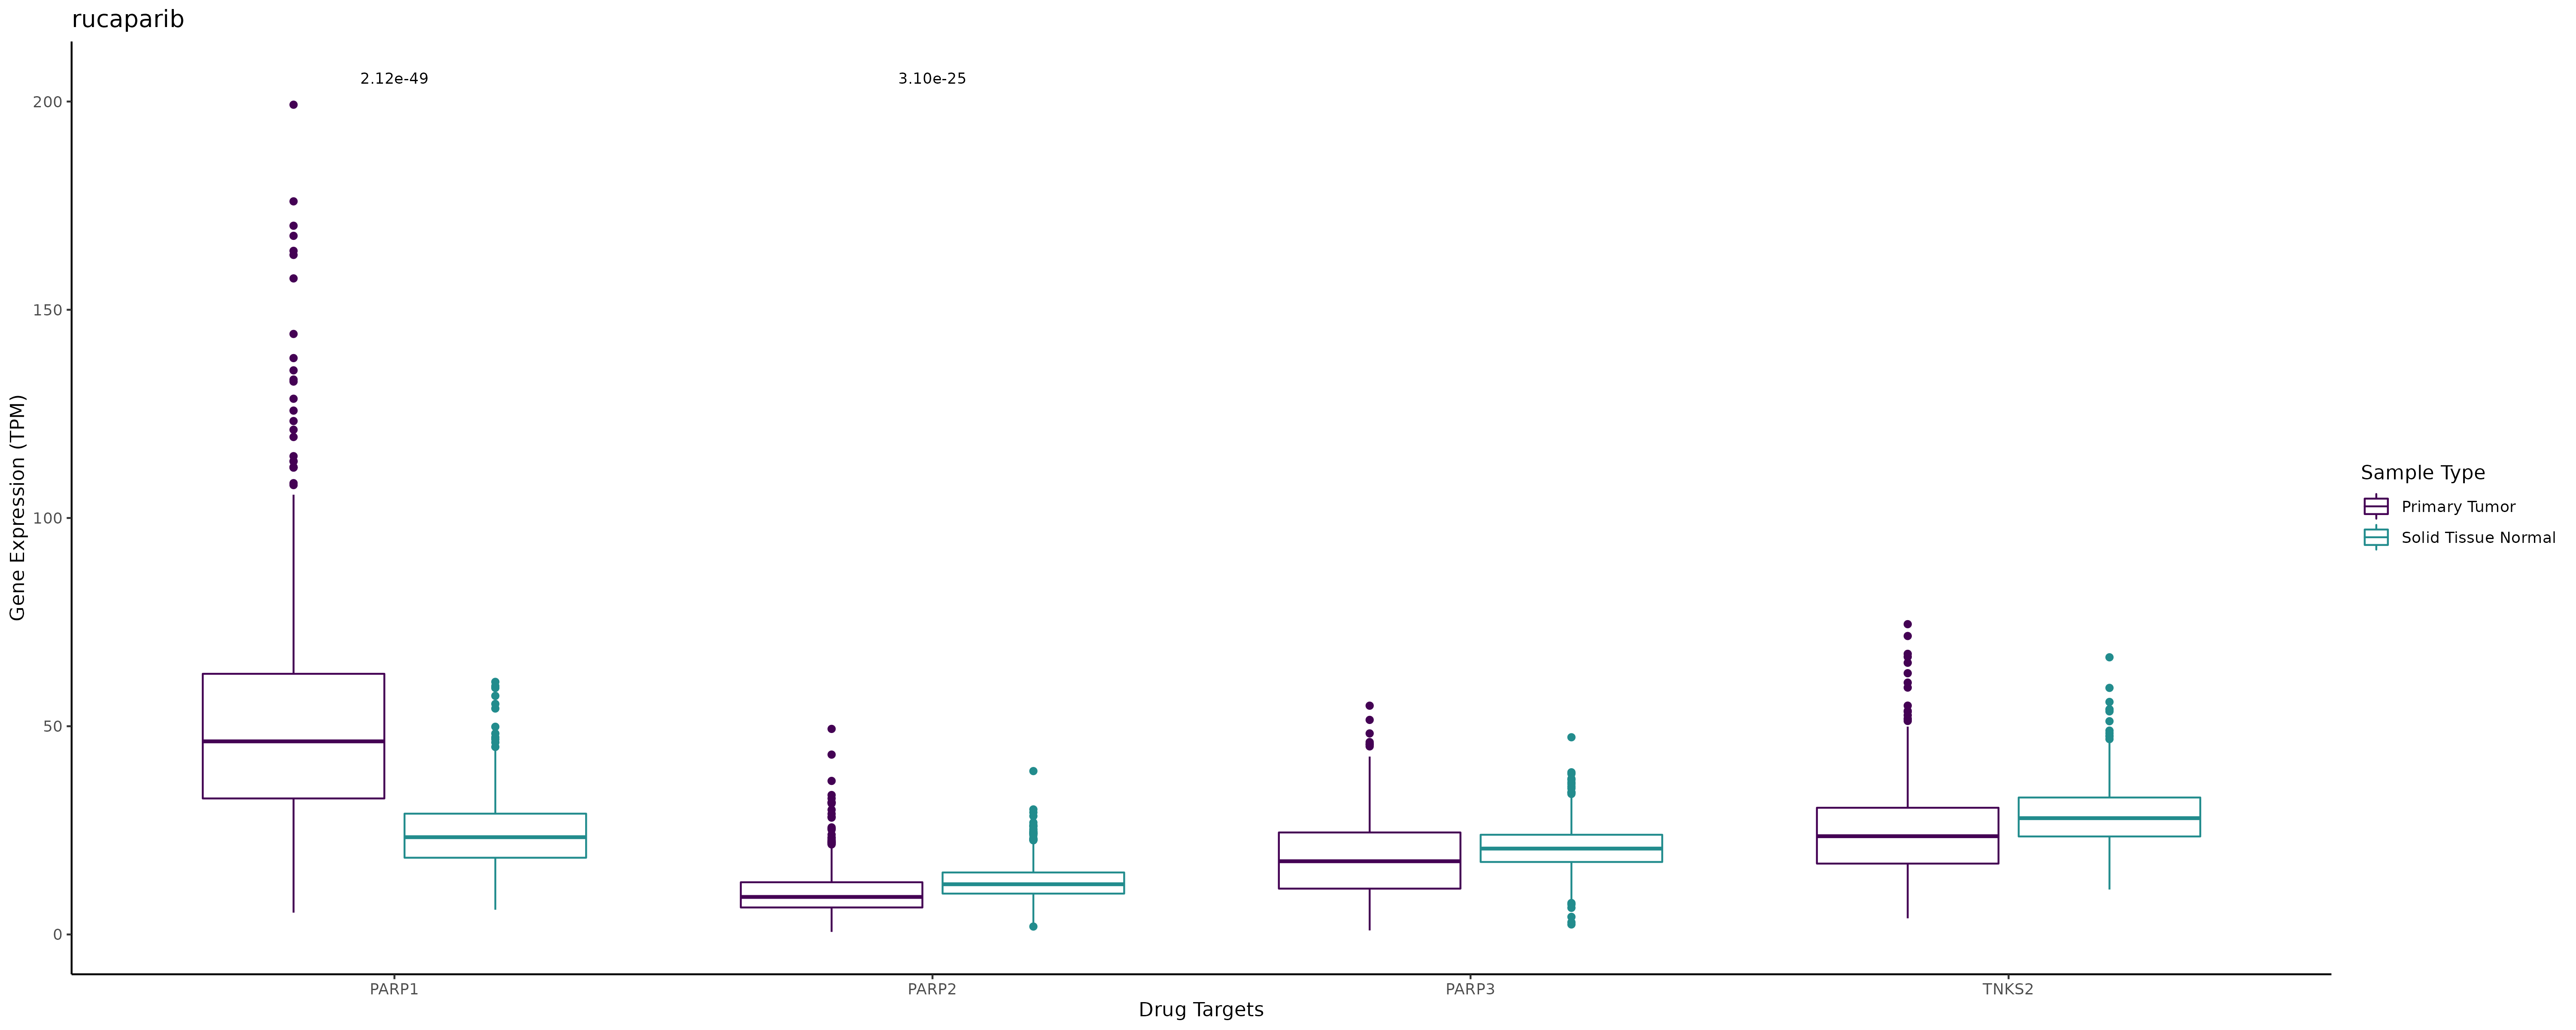 rucaparib
2.12e-49
3.10e-25
200
150
100
50
0
Gene Expression (TPM)
PARP1
PARP2
PARP3
TNKS2
Drug Targets
Sample Type
Primary Tumor
Solid Tissue Normal